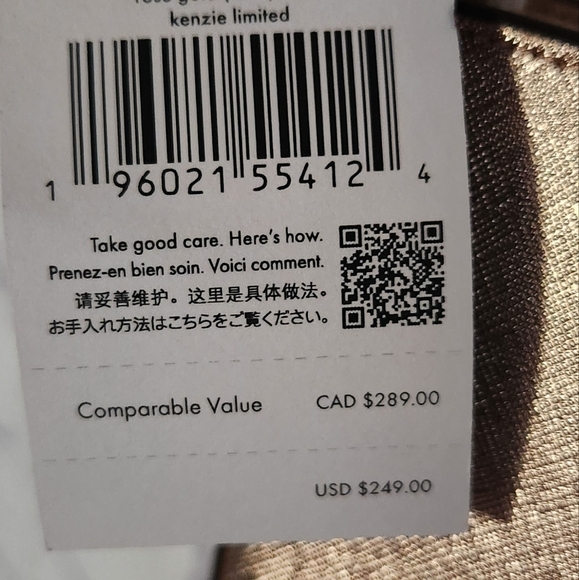 kenzie limited
1 96021 55412 4
Take good care. Here's how.
Prenez-en bien soin. Voici comment.
请妥善维护。这里是具体做法。
お手入れ方法はこちらをご覧ください。
Comparable Value CAD $289.00
USD $249.00